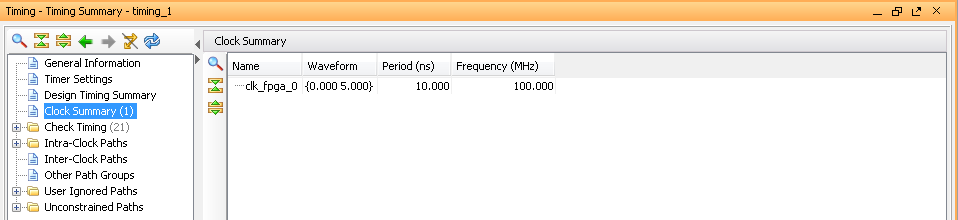 Timing - Timing Summary - timing_1
General Information
Timer Settings
Design Timing Summary
Clock Summary (1)
Check Timing (21)
Intra-Clock Paths
Inter-Clock Paths
Other Path Groups
User Ignored Paths
Unconstrained Paths
Clock Summary
Name Waveform Period (ns) Frequency (MHz)
clk_fpga_0 {0.000 5.000} 10.000 100.000